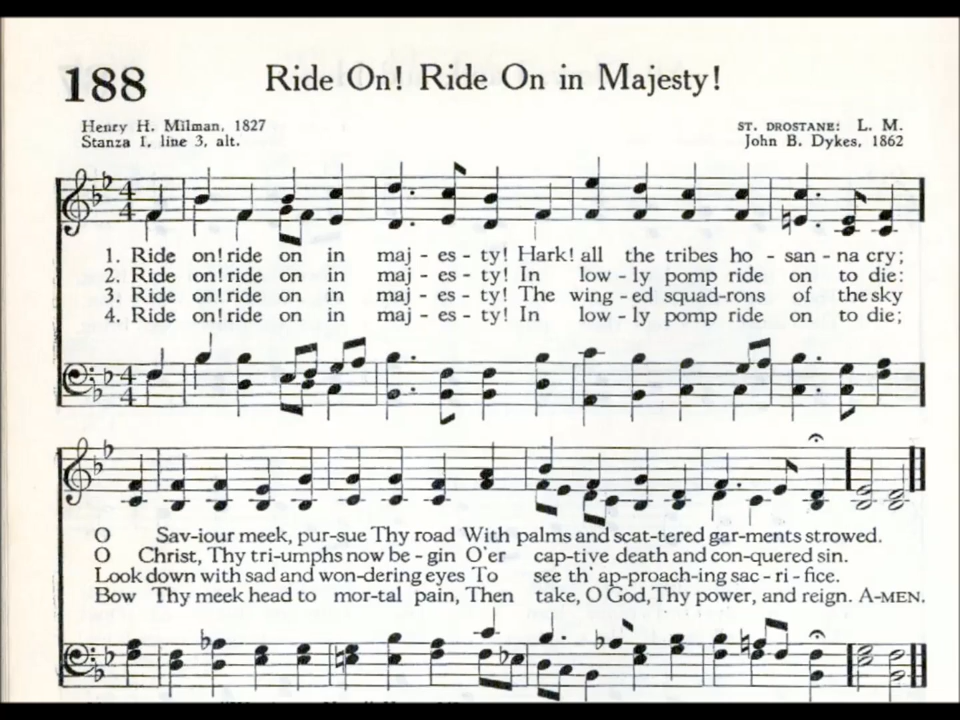 188
Ride On! Ride On in Majesty!
Henry H. Milman, 1827
Stanza 1, line 3, alt.
ST. DROSTANE: L. M.
John B. Dykes, 1862
1. Ride on! ride on in maj - es - ty! Hark! all the tribes ho - san - na cry;
2. Ride on! ride on in maj - es - ty! In low - ly pomp ride on to die:
3. Ride on! ride on in maj - es - ty! The wing - ed squad-rons of the sky
4. Ride on! ride on in maj - es - ty! In low - ly pomp ride on to die;
O Sav-iour meek, pur-sue Thy road With palms and scat-tered gar-ments strowed.
O Christ, Thy tri-umphs now be - gin O'er cap-tive death and con-quered sin.
Look down with sad and won-dering eyes To see th' ap-proach-ing sac - ri - fice.
Bow Thy meek head to mor-tal pain, Then take, O God, Thy power, and reign. A-MEN.